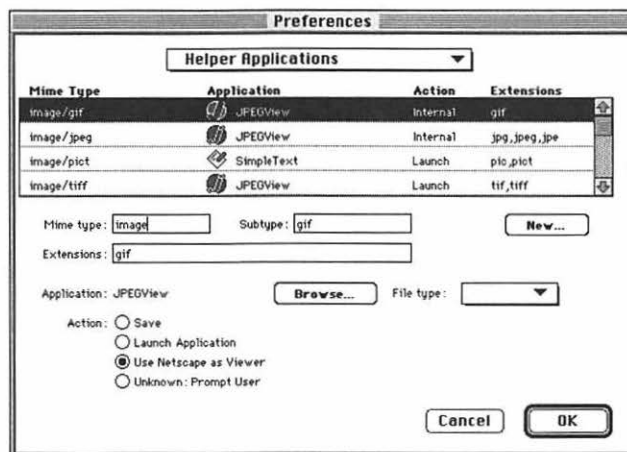 Preferences
Helper Applications
Mime Type Application Action Extensions
image/gif JPEGView Internal gif
image/jpeg JPEGView Internal jpg,jpeg,jpe
image/pict SimpleText Launch pic,pict
image/tiff JPEGView Launch tif,tiff
Mime type: image Subtype: gif New...
Extensions: gif
Application: JPEGView Browse... File type:
Action: Save
Launch Application
Use Netscape as Viewer
Unknown: Prompt User
Cancel OK